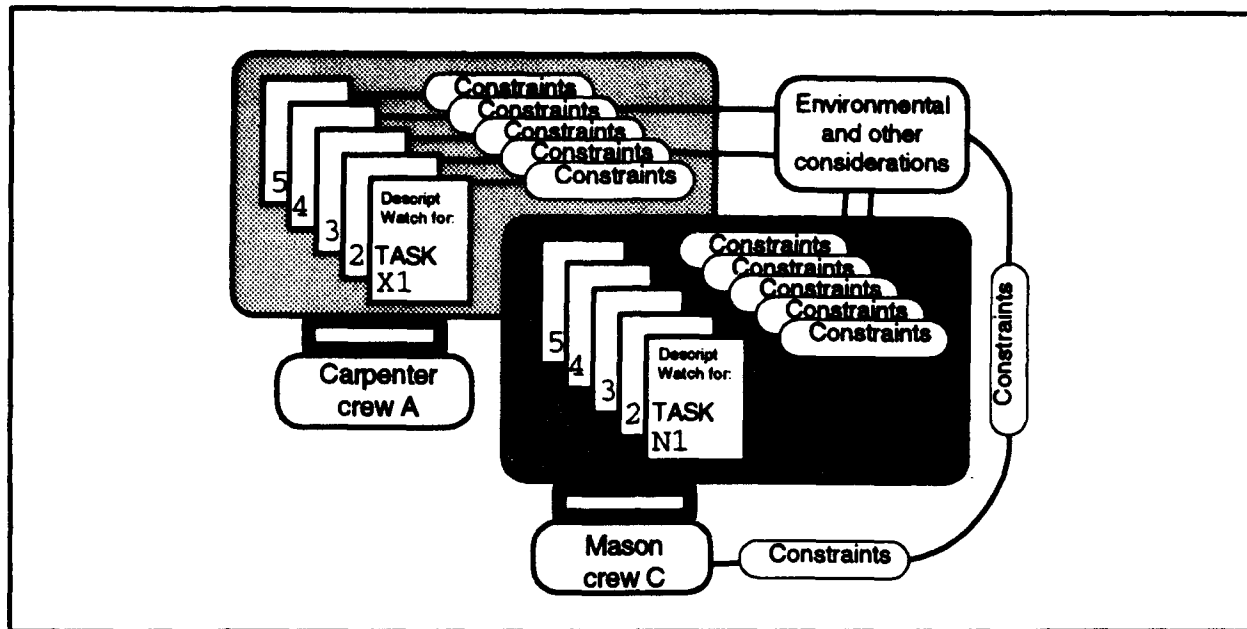 Constraints
Constraints
Constraints
Constraints
Constraints
5
4
3
2
Descript
Watch for:
TASK
X1
Environmental
and other
considerations
Carpenter
crew A
Constraints
Constraints
Constraints
Constraints
Constraints
5
4
3
2
Descript
Watch for:
TASK
N1
Constraints
Mason
crew C
Constraints